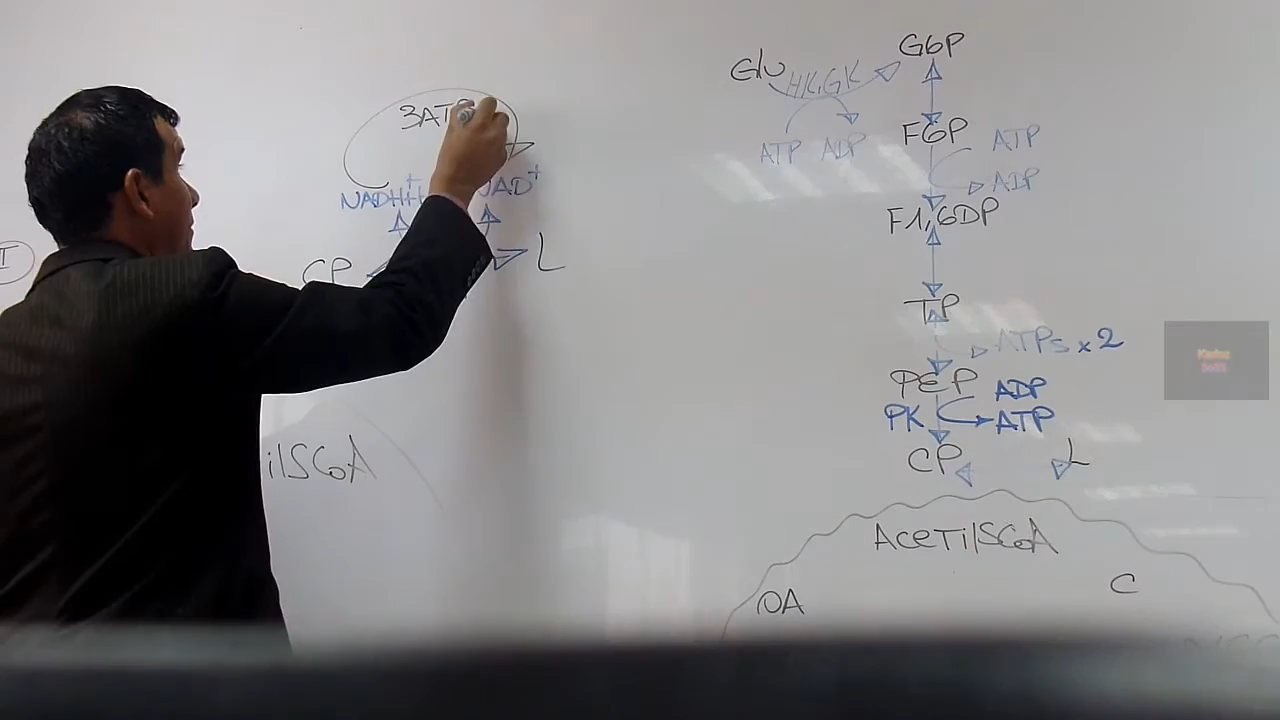 3ATP
NADH+H+
NAD+
CP
L
ilSCoA
I
Glu
HK,GK
G6P
ATP ADP
F6P
ATP
ADP
F1,6DP
TP
ATPs x2
PEP
ADP
PK
ATP
CP
L
AcetilSCoA
OA
C